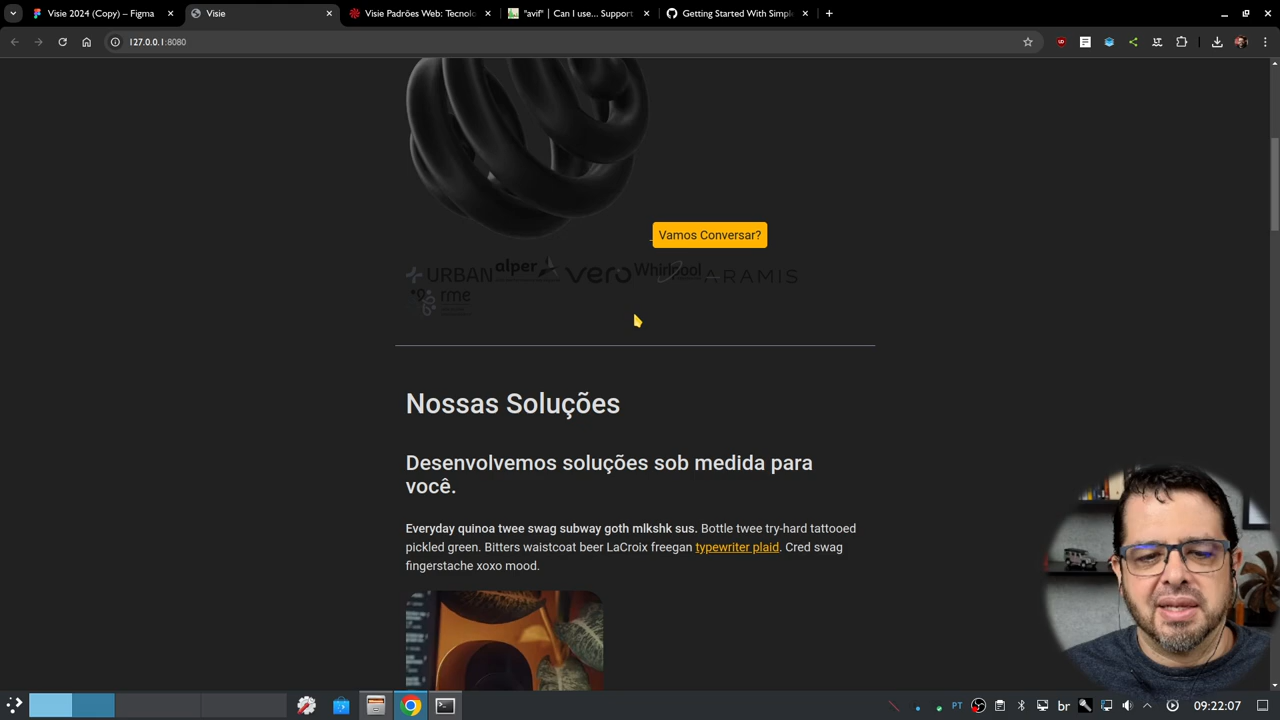 Visie 2024 (Copy) – Figma
Visie
Visie Padrões Web: Tecnolo
"avif" | Can I use... Support
Getting Started With Simple
127.0.0.1:8080
Vamos Conversar?
URBAN alper vero Whirlpool ARAMIS
rme
Nossas Soluções
Desenvolvemos soluções sob medida para
você.
Everyday quinoa twee swag subway goth mlkshk sus. Bottle twee try-hard tattooed
pickled green. Bitters waistcoat beer LaCroix freegan typewriter plaid. Cred swag
fingerstache xoxo mood.
PT
br
09:22:07